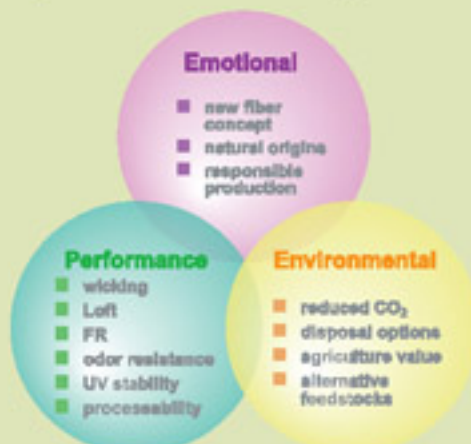 Emotional
■ new fiber
concept
■ natural origins
■ responsible
production
Performance
■ wicking
■ Loft
■ FR
■ odor resistance
■ UV stability
■ processability
Environmental
■ reduced CO₂
■ disposal options
■ agriculture value
■ alternative
feedstocks